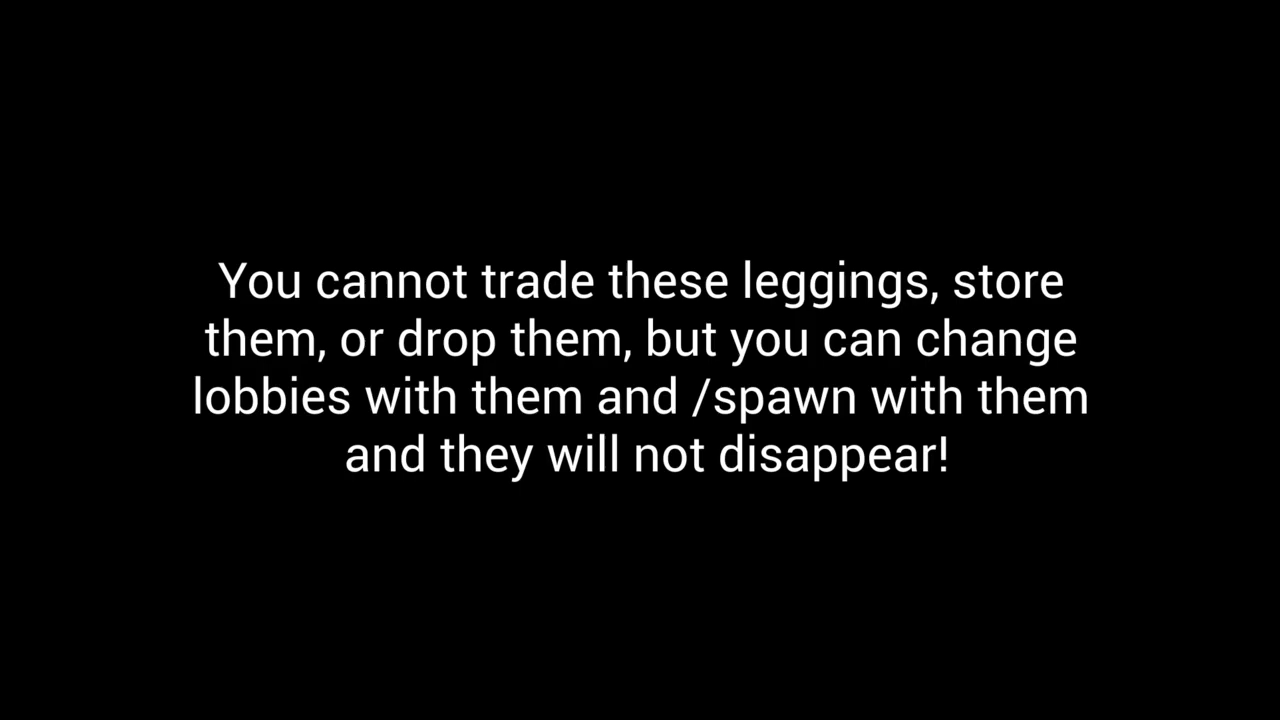 You cannot trade these leggings, store
them, or drop them, but you can change
lobbies with them and /spawn with them
and they will not disappear!